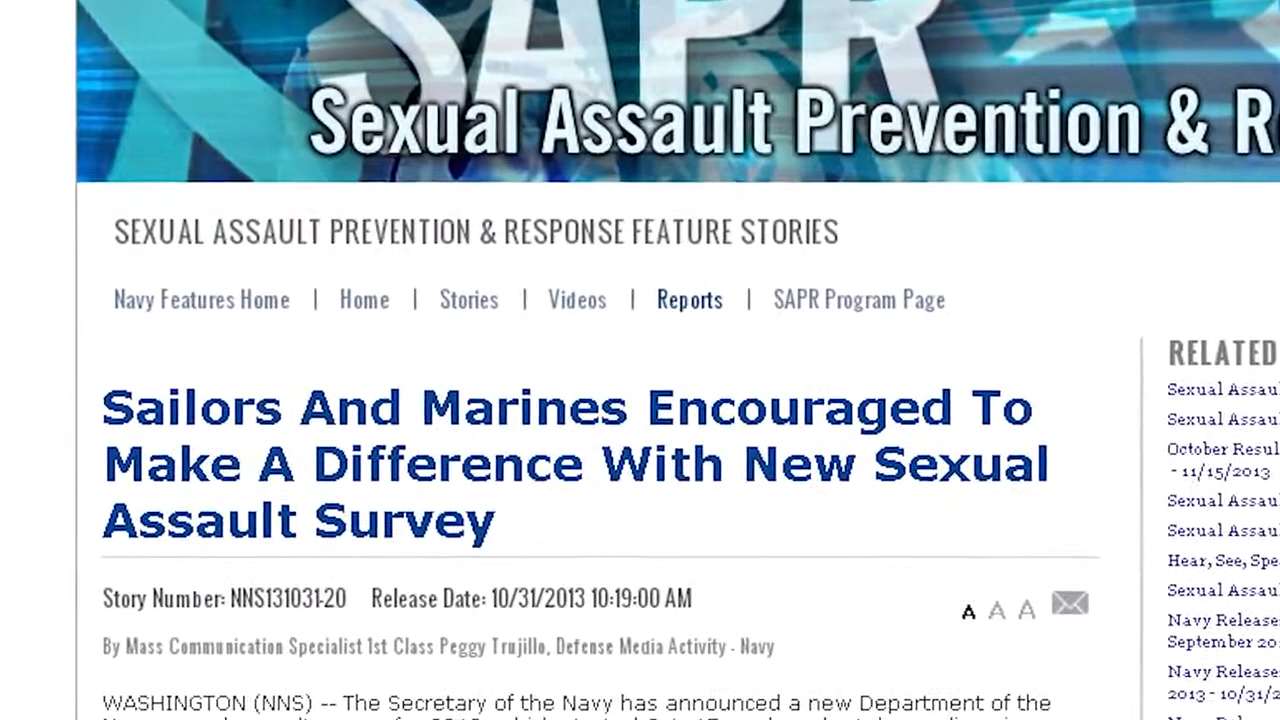 SAPR
Sexual Assault Prevention & R
SEXUAL ASSAULT PREVENTION & RESPONSE FEATURE STORIES
Navy Features Home | Home | Stories | Videos | Reports | SAPR Program Page
Sailors And Marines Encouraged To
Make A Difference With New Sexual
Assault Survey
Story Number: NNS131031-20 Release Date: 10/31/2013 10:19:00 AM
A A A
By Mass Communication Specialist 1st Class Peggy Trujillo, Defense Media Activity - Navy
WASHINGTON (NNS) -- The Secretary of the Navy has announced a new Department of the
RELATED
Sexual Assau
Sexual Assau
October Resul
- 11/15/2013
Sexual Assau
Sexual Assau
Hear, See, Spe
Sexual Assau
Navy Release
September 20
Navy Release
2013 - 10/31/2